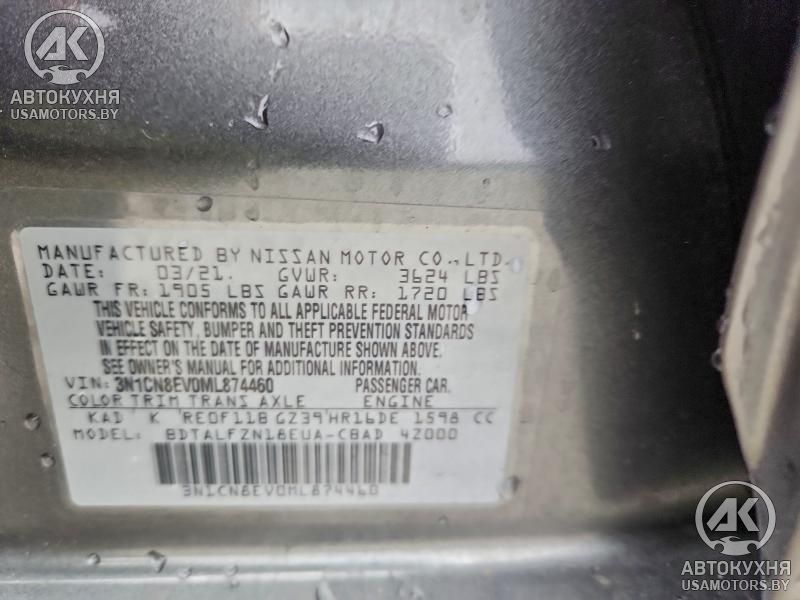 AK
АВТОКУХНЯ
USAMOTORS.BY
MANUFACTURED BY NISSAN MOTOR CO., LTD.
DATE: 03/21. GVWR: 3624 LBS
GAWR FR: 1905 LBS GAWR RR: 1720 LBS
THIS VEHICLE CONFORMS TO ALL APPLICABLE FEDERAL MOTOR
VEHICLE SAFETY, BUMPER AND THEFT PREVENTION STANDARDS
IN EFFECT ON THE DATE OF MANUFACTURE SHOWN ABOVE.
SEE OWNER'S MANUAL FOR ADDITIONAL INFORMATION.
VIN: 3N1CN8EV0ML874460 PASSENGER CAR.
COLOR TRIM TRANS AXLE ENGINE
KAD K RE0F11B GZ39 HR16DE 1598 CC
MODEL: BDTALFZN18EUA-CBAD 4Z000
3N1CN8EV0ML874460
AK
АВТОКУХНЯ
USAMOTORS.BY